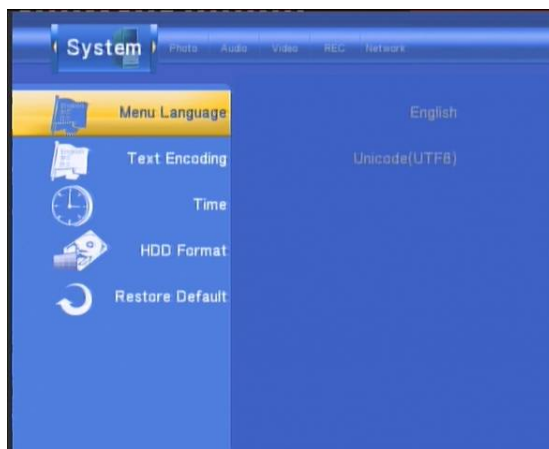 System Photo Audio Video REC Network
Menu Language English
Text Encoding Unicode(UTF8)
Time
HDD Format
Restore Default